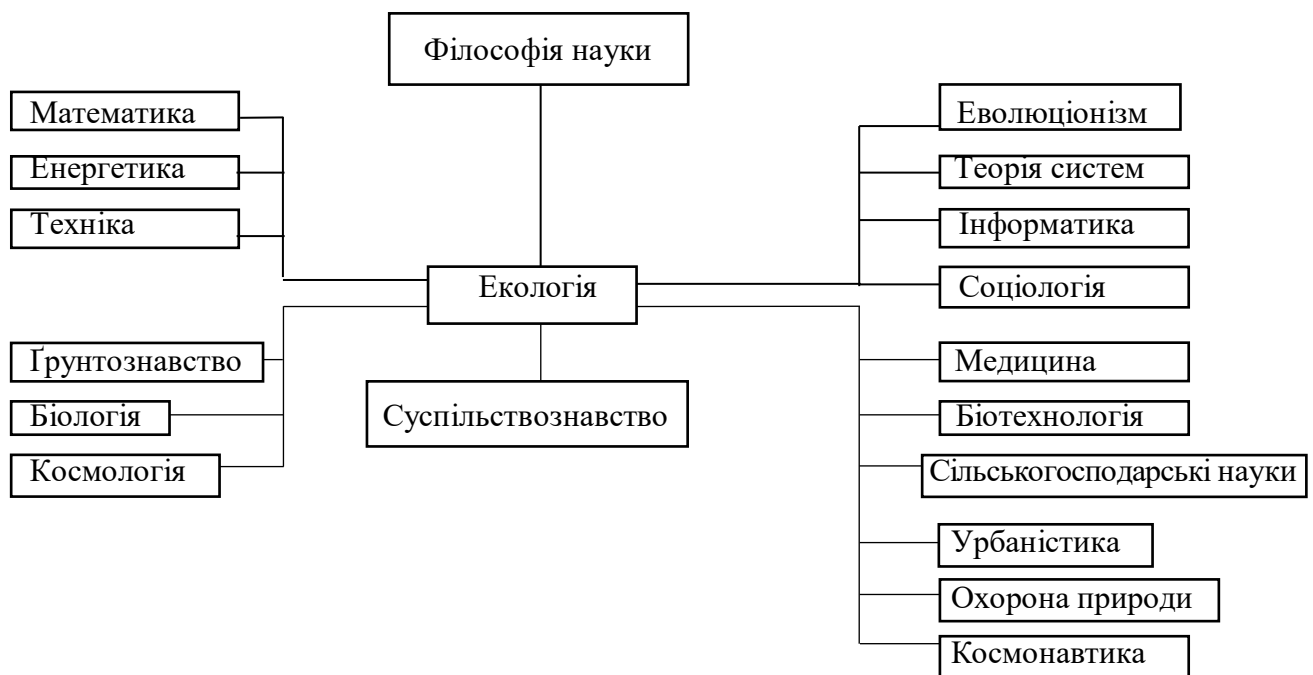 Філософія науки
Математика
Енергетика
Техніка
Еволюціонізм
Теорія систем
Інформатика
Соціологія
Екологія
Ґрунтознавство
Біологія
Космологія
Суспільствознавство
Медицина
Біотехнологія
Сільськогосподарські науки
Урбаністика
Охорона природи
Космонавтика